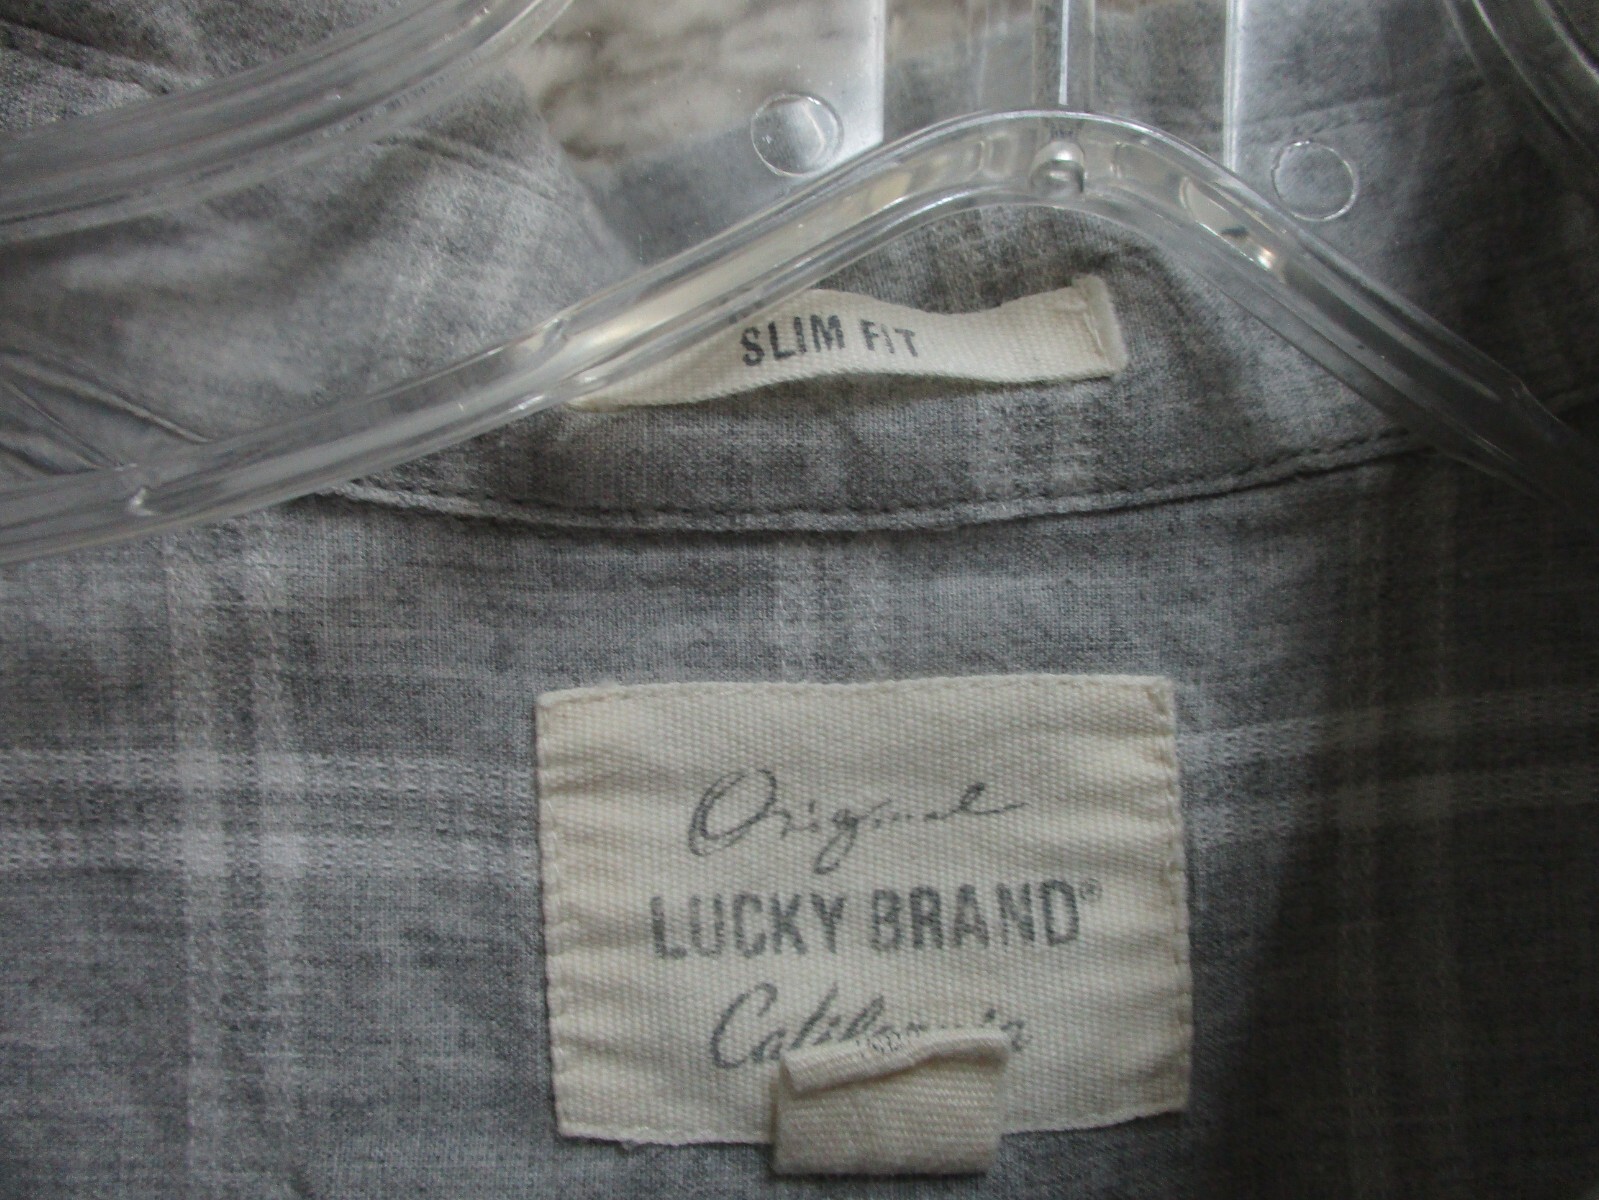 SLIM FIT
Original
LUCKY BRAND®
California